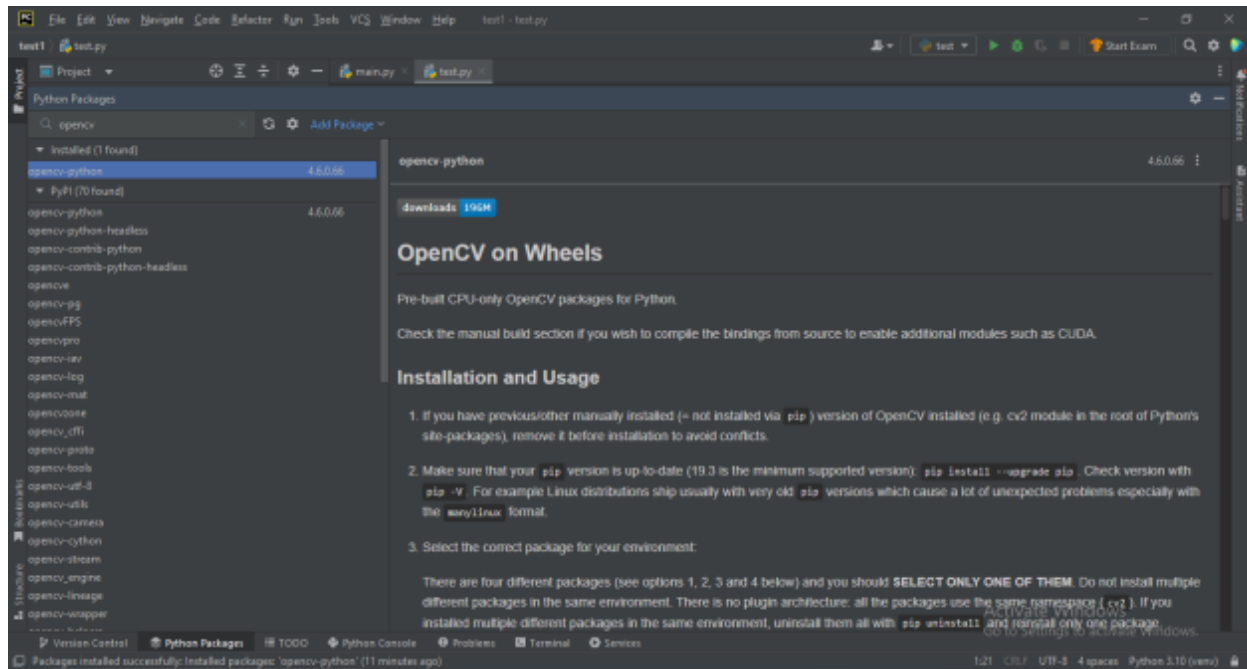 File Edit View Navigate Code Refactor Run Tools VCS Window Help test1 - test.py
test1 test.py test Start Exam
Project main.py test.py
Project
Python Packages
Notifications
opencv Add Package
Installed (1 found)
opencv-python 4.6.0.66
opencv-python 4.6.0.66
Assistant
PyPI (70 found)
opencv-python 4.6.0.66
downloads 196M
opencv-python-headless
opencv-contrib-python
OpenCV on Wheels
opencv-contrib-python-headless
opencve
opencv-pg
Pre-built CPU-only OpenCV packages for Python.
opencvFPS
opencvpro
Check the manual build section if you wish to compile the bindings from source to enable additional modules such as CUDA.
opencv-iav
opencv-log
Installation and Usage
opencv-mat
opencvzone
1. If you have previous/other manually installed (= not installed via pip) version of OpenCV installed (e.g. cv2 module in the root of Python's
opencv_cffi
site-packages), remove it before installation to avoid conflicts.
opencv-proto
opencv-tools
2. Make sure that your pip version is up-to-date (19.3 is the minimum supported version): pip install --upgrade pip. Check version with
opencv-utf-8
pip -V. For example Linux distributions ship usually with very old pip versions which cause a lot of unexpected problems especially with
opencv-utils
the manylinux format.
Bookmarks
opencv-camera
opencv-cython
3. Select the correct package for your environment:
opencv-stream
opencv_engine
There are four different packages (see options 1, 2, 3 and 4 below) and you should SELECT ONLY ONE OF THEM. Do not install multiple
Structure
opencv-lineage
different packages in the same environment. There is no plugin architecture: all the packages use the same namespace (cv2). If you
opencv-wrapper
installed multiple different packages in the same environment, uninstall them all with pip uninstall and reinstall only one package.
Activate Windows
Go to Settings to activate Windows.
Version Control Python Packages TODO Python Console Problems Terminal Services
Packages installed successfully: Installed packages: 'opencv-python' (11 minutes ago) 1:21 CRLF UTF-8 4 spaces Python 3.10 (venv)